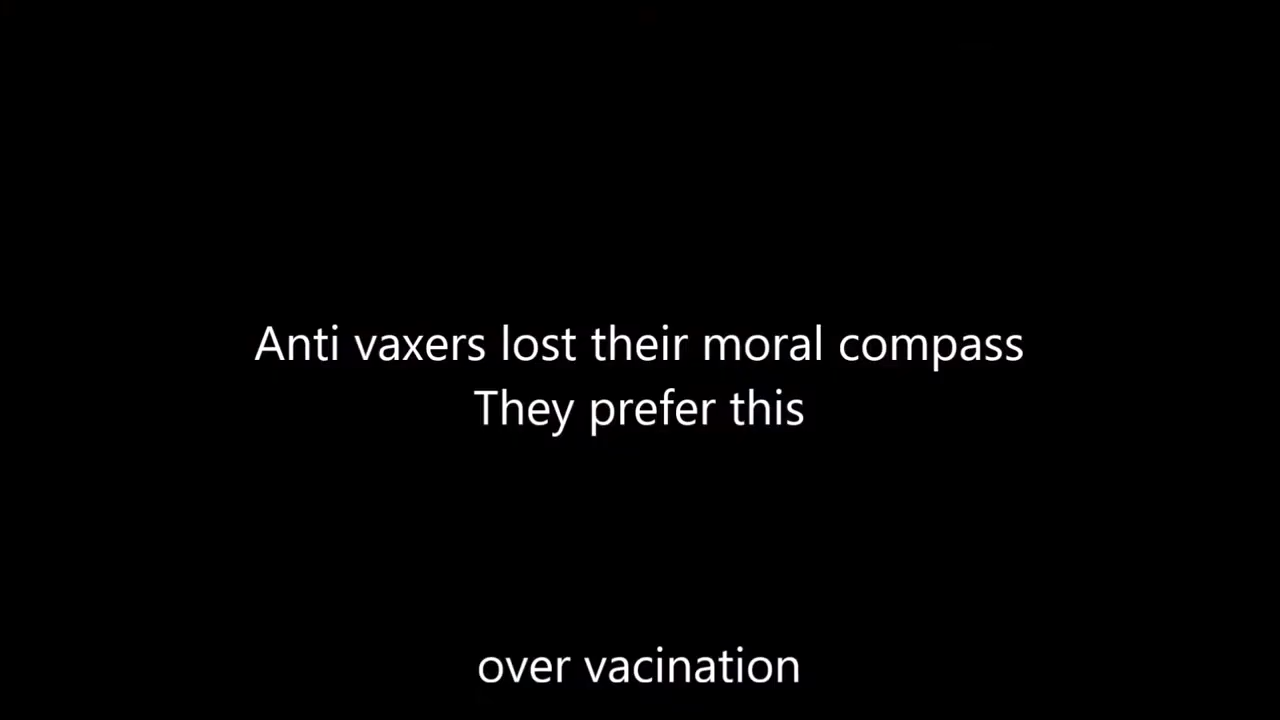 Anti vaxers lost their moral compass
They prefer this
over vacination